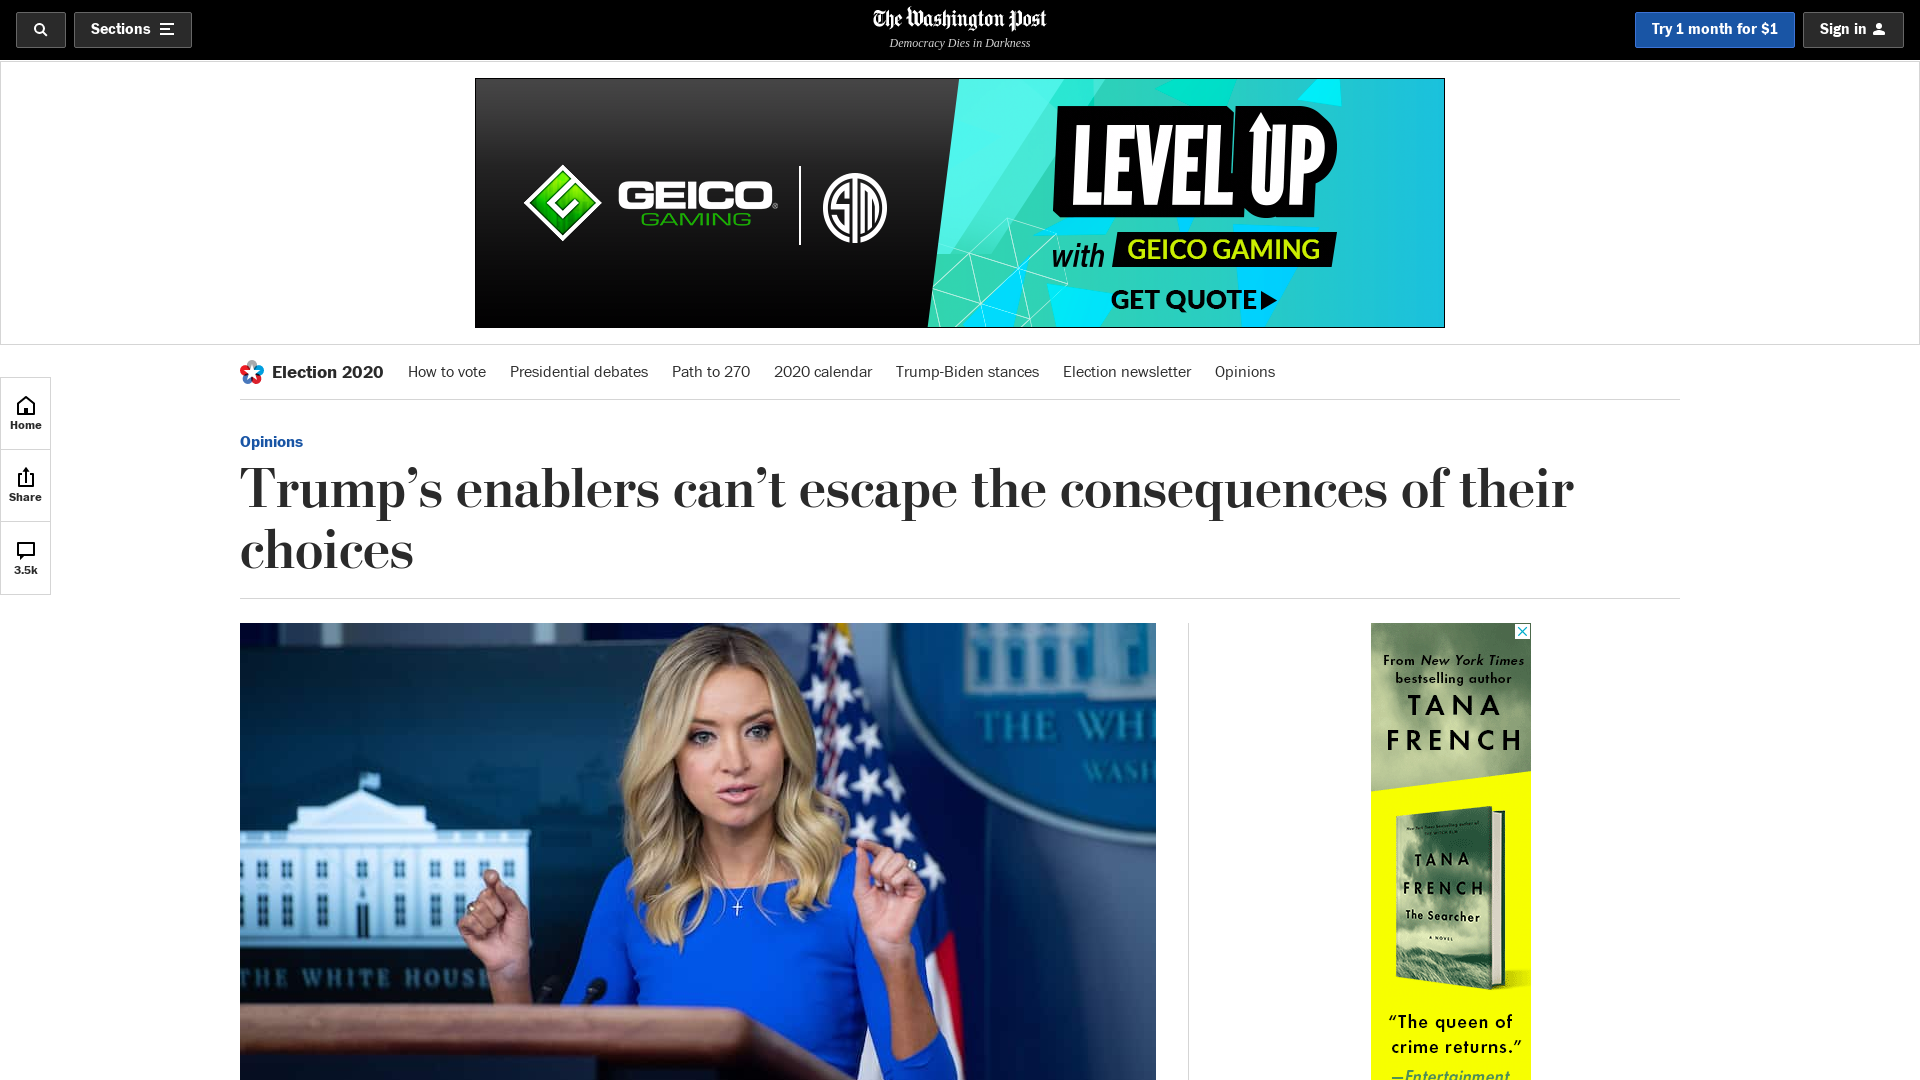 Sections
The Washington Post
Democracy Dies in Darkness
Try 1 month for $1
Sign in
GEICO
GAMING
TSM
LEVEL UP
with GEICO GAMING
GET QUOTE
Election 2020 How to vote Presidential debates Path to 270 2020 calendar Trump-Biden stances Election newsletter Opinions
Home
Share
3.5k
Opinions
Trump’s enablers can’t escape the consequences of their
choices
THE WHI
WASH
THE WHITE HOUSE
From New York Times
bestselling author
TANA
FRENCH
TANA
FRENCH
The Searcher
A NOVEL
“The queen of
crime returns.”
—Entertainment